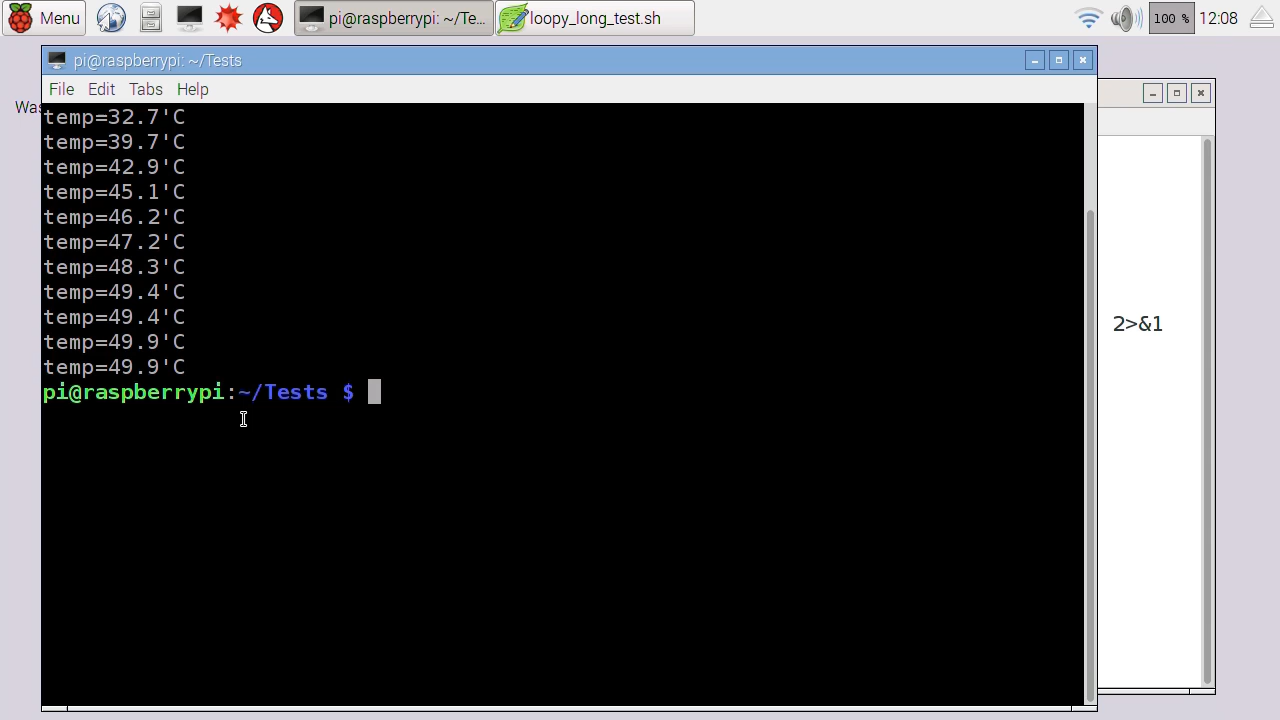 Menu
pi@raspberrypi: ~/Te...
loopy_long_test.sh
100 %
12:08
pi@raspberrypi: ~/Tests
File Edit Tabs Help
Was
temp=32.7'C
temp=39.7'C
temp=42.9'C
temp=45.1'C
temp=46.2'C
temp=47.2'C
temp=48.3'C
temp=49.4'C
temp=49.4'C
temp=49.9'C
temp=49.9'C
pi@raspberrypi:~/Tests $
2>&1